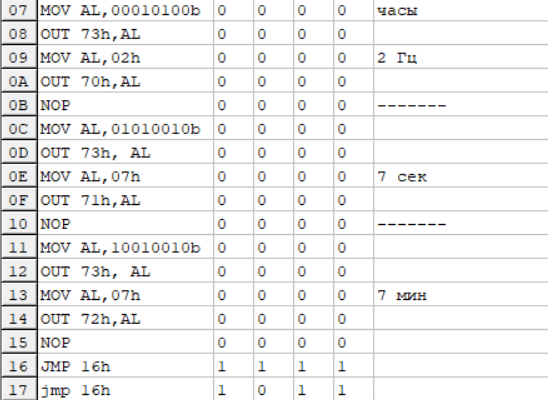 07 MOV AL,00010100b 0 0 0 0 часы
08 OUT 73h,AL 0 0 0 0
09 MOV AL,02h 0 0 0 0 2 Гц
0A OUT 70h,AL 0 0 0 0
0B NOP 0 0 0 0 -------
0C MOV AL,01010010b 0 0 0 0
0D OUT 73h, AL 0 0 0 0
0E MOV AL,07h 0 0 0 0 7 сек
0F OUT 71h,AL 0 0 0 0
10 NOP 0 0 0 0 -------
11 MOV AL,10010010b 0 0 0 0
12 OUT 73h, AL 0 0 0 0
13 MOV AL,07h 0 0 0 0 7 мин
14 OUT 72h,AL 0 0 0 0
15 NOP 0 0 0 0
16 JMP 16h 1 1 1 1
17 jmp 16h 1 0 1 1